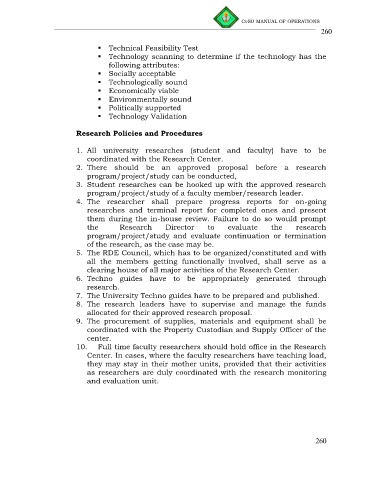 CvSU MANUAL OF OPERATIONS
260
▪ Technical Feasibility Test
▪ Technology scanning to determine if the technology has the
following attributes:
▪ Socially acceptable
▪ Technologically sound
▪ Economically viable
▪ Environmentally sound
▪ Politically supported
▪ Technology Validation
Research Policies and Procedures
1. All university researches (student and faculty) have to be
coordinated with the Research Center.
2. There should be an approved proposal before a research
program/project/study can be conducted,
3. Student researches can be hooked up with the approved research
program/project/study of a faculty member/research leader.
4. The researcher shall prepare progress reports for on-going
researches and terminal report for completed ones and present
them during the in-house review. Failure to do so would prompt
the Research Director to evaluate the research
program/project/study and evaluate continuation or termination
of the research, as the case may be.
5. The RDE Council, which has to be organized/constituted and with
all the members getting functionally involved, shall serve as a
clearing house of all major activities of the Research Center.
6. Techno guides have to be appropriately generated through
research.
7. The University Techno guides have to be prepared and published.
8. The research leaders have to supervise and manage the funds
allocated for their approved research proposal.
9. The procurement of supplies, materials and equipment shall be
coordinated with the Property Custodian and Supply Officer of the
center.
10. Full time faculty researchers should hold office in the Research
Center. In cases, where the faculty researchers have teaching load,
they may stay in their mother units, provided that their activities
as researchers are duly coordinated with the research monitoring
and evaluation unit.
260